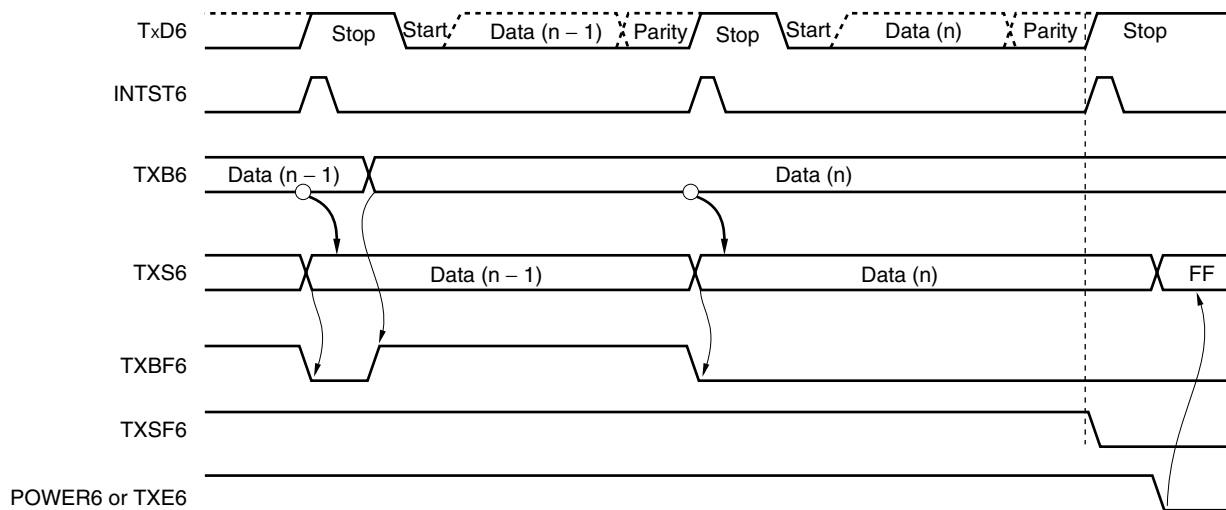 TxD6 Stop Start Data (n – 1) Parity Stop Start Data (n) Parity Stop
INTST6
TXB6 Data (n – 1) Data (n)
TXS6 Data (n – 1) Data (n) FF
TXBF6
TXSF6
POWER6 or TXE6